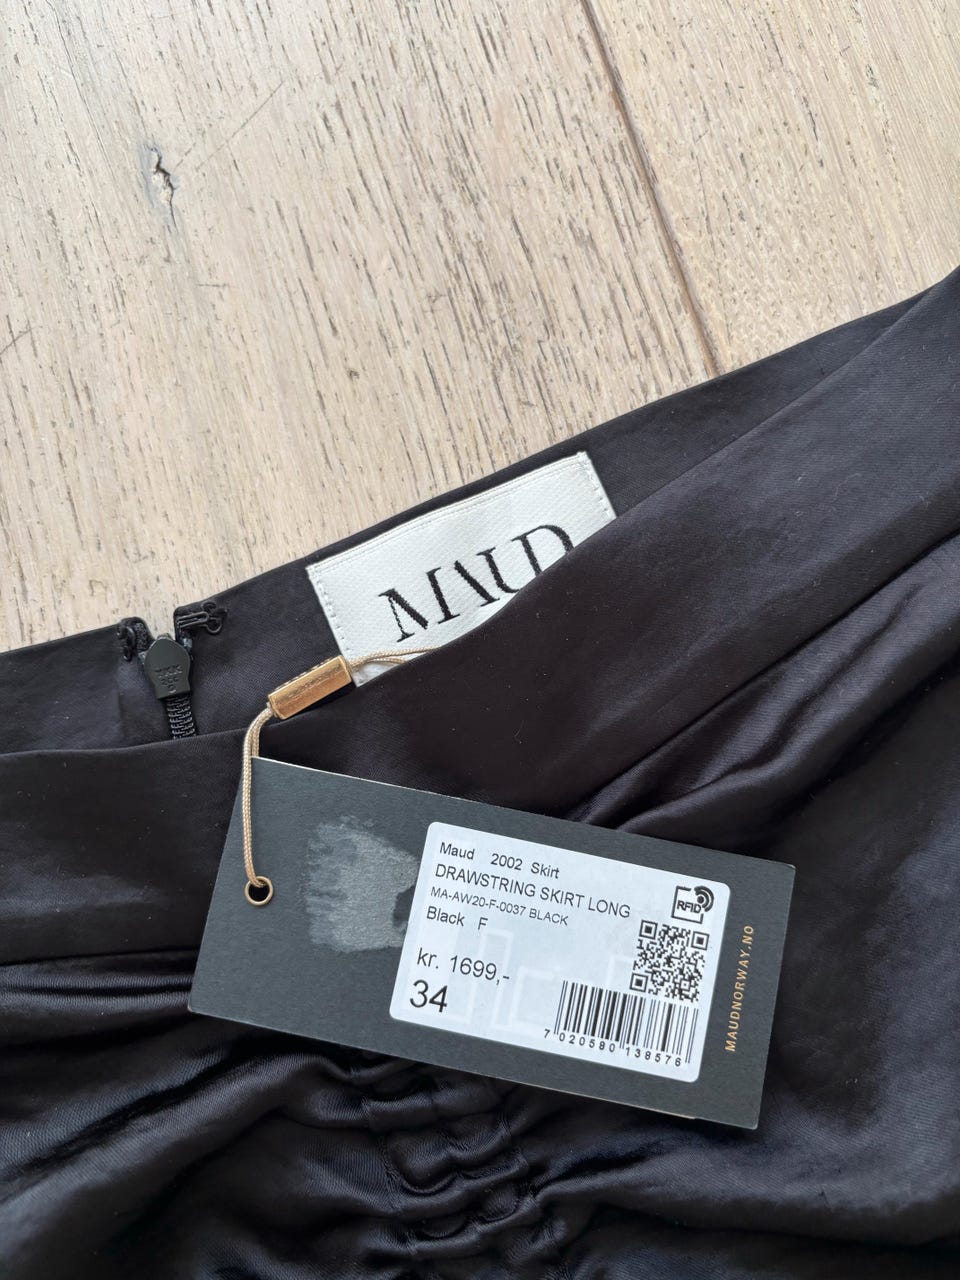 MAUD
Maud 2002 Skirt
DRAWSTRING SKIRT LONG
MA-AW20-F-0037 BLACK
Black F
kr. 1699,-
34
RFID
7 020590 138576
MAUDNORWAY.NO